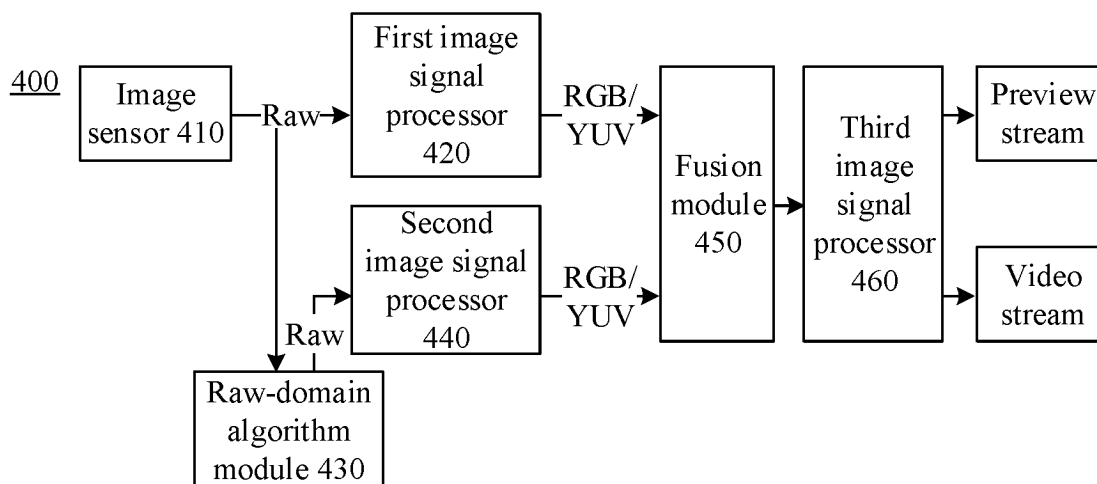 400
Image
sensor 410
Raw
First image
signal
processor
420
RGB/
YUV
Raw-domain
algorithm
module 430
Raw
Second
image signal
processor
440
RGB/
YUV
Fusion
module
450
Third
image
signal
processor
460
Preview
stream
Video
stream